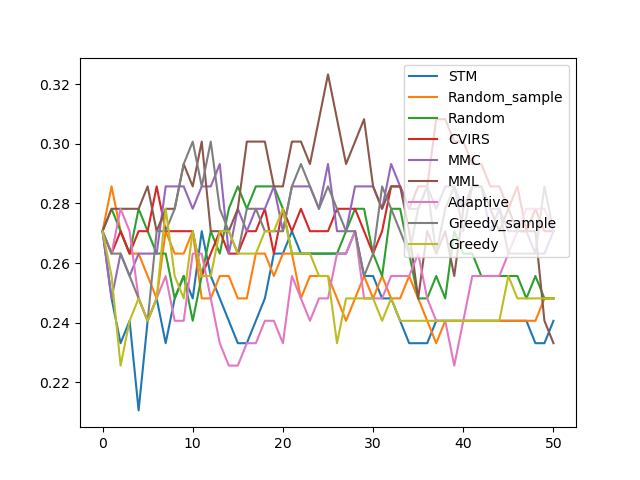 0.32
0.30
0.28
0.26
0.24
0.22
0
10
20
30
40
50
STM
Random_sample
Random
CVIRS
MMC
MML
Adaptive
Greedy_sample
Greedy